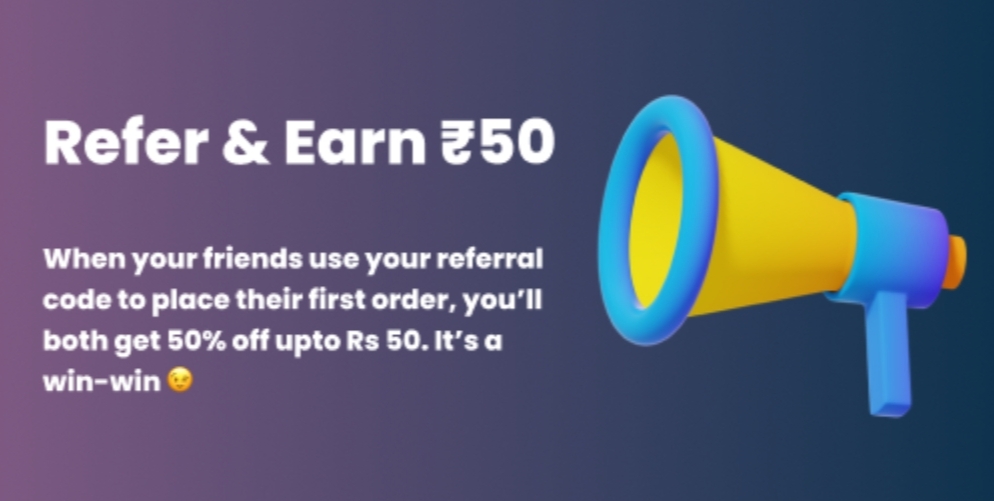 Refer & Earn ₹50
When your friends use your referral
code to place their first order, you’ll
both get 50% off upto Rs 50. It’s a
win-win 😉